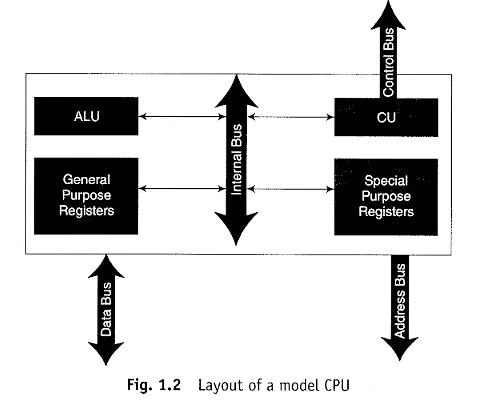 Control Bus
ALU
Internal Bus
CU
General
Purpose
Registers
Special
Purpose
Registers
Data Bus
Address Bus
Fig. 1.2 Layout of a model CPU